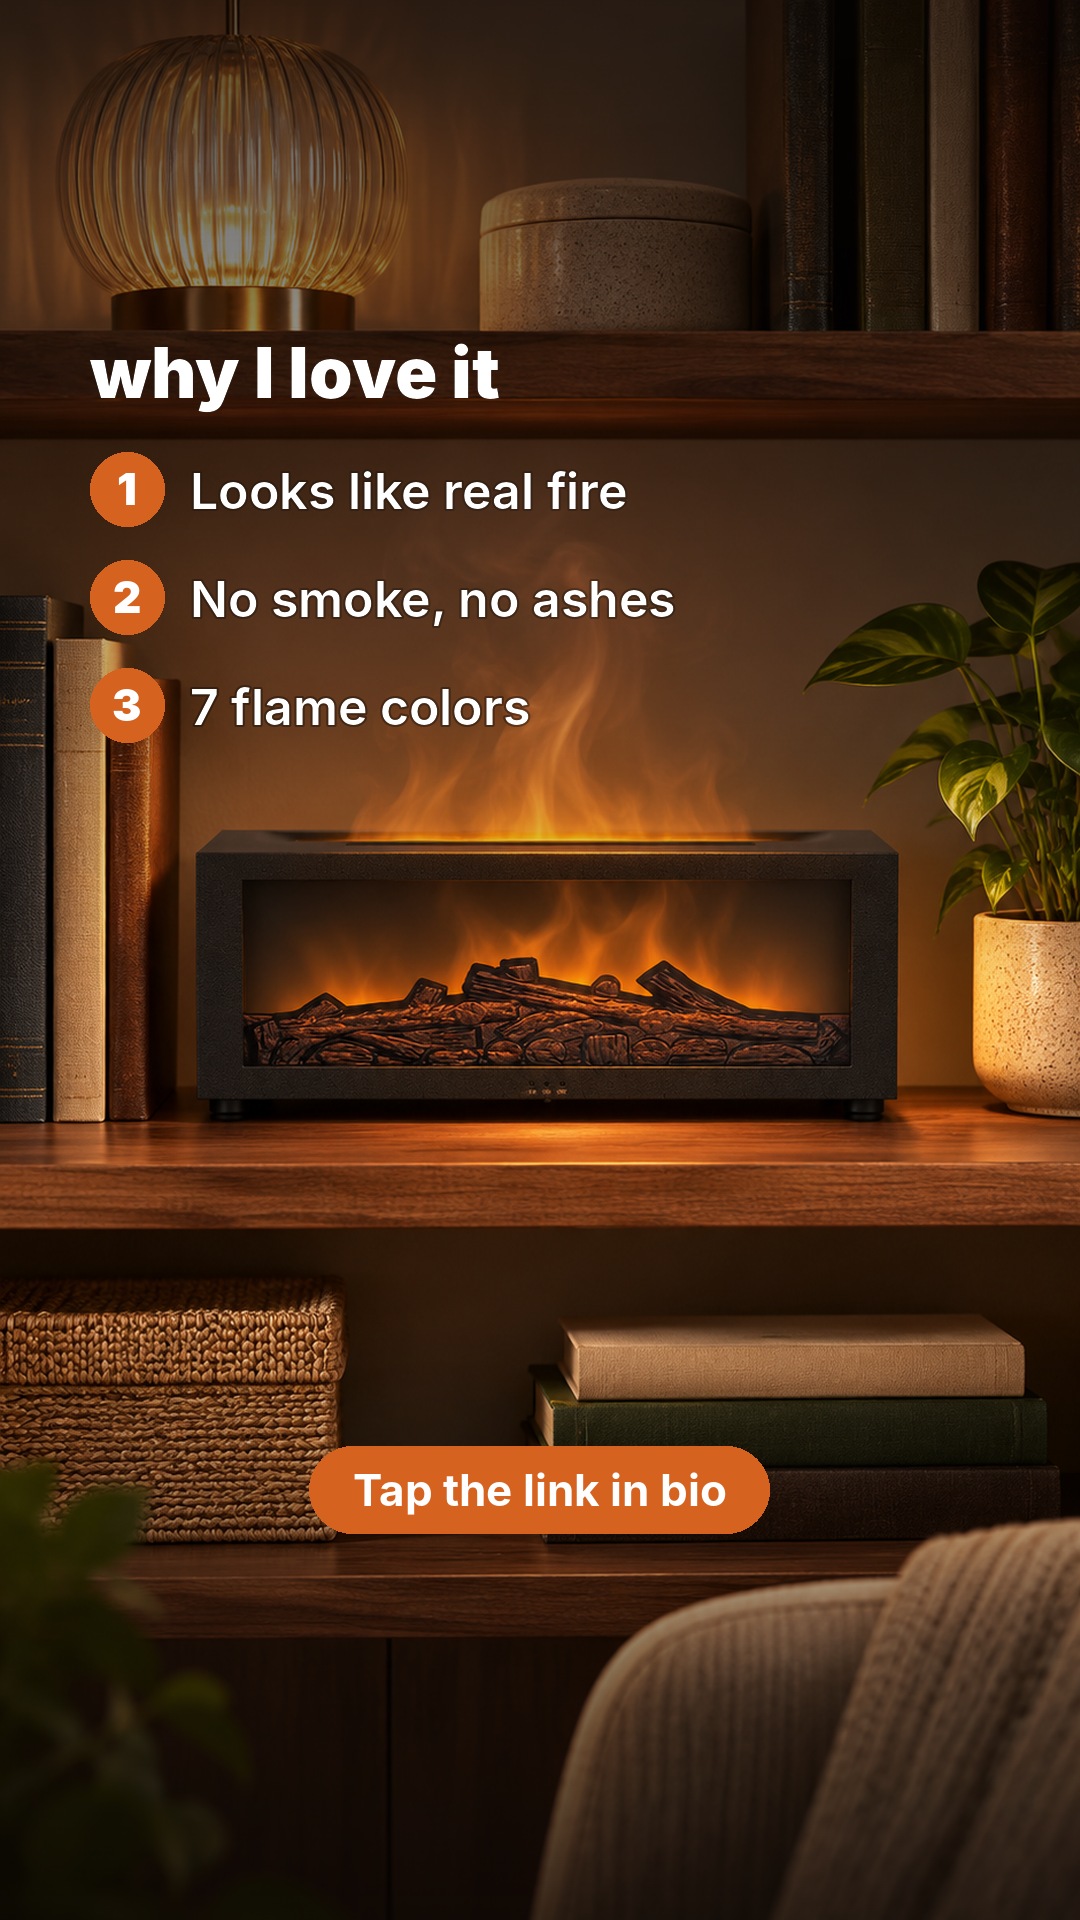 why I love it
1 Looks like real fire
2 No smoke, no ashes
3 7 flame colors
Tap the link in bio